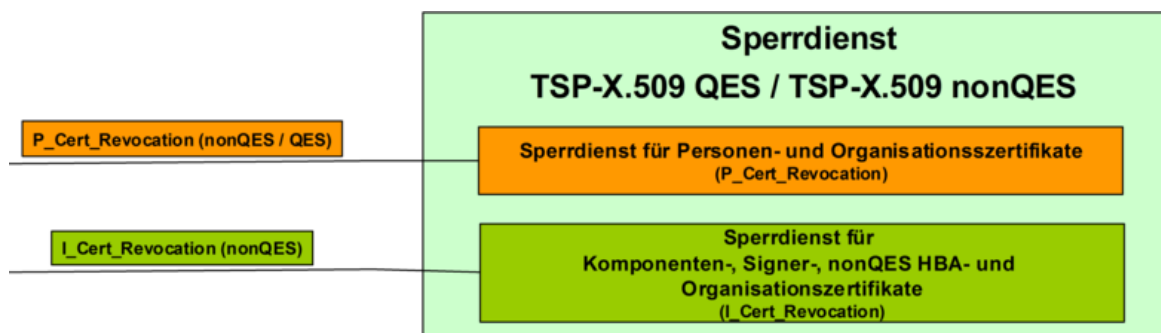 Sperrdienst
TSP-X.509 QES / TSP-X.509 nonQES
P_Cert_Revocation (nonQES / QES)
Sperrdienst für Personen- und Organisationsszertifikate
(P_Cert_Revocation)
I_Cert_Revocation (nonQES)
Sperrdienst für
Komponenten-, Signer-, nonQES HBA- und
Organisationszertifikate
(I_Cert_Revocation)